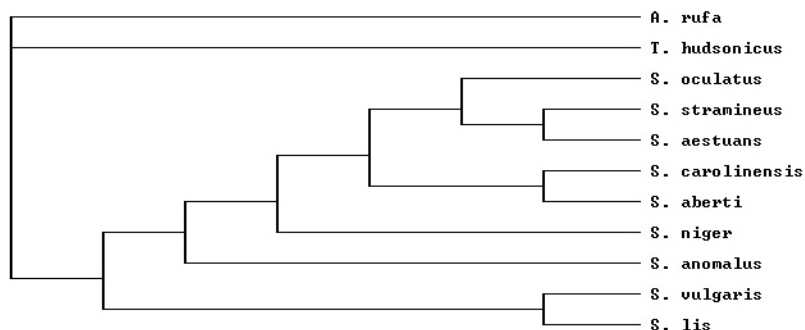 A. rufa
T. hudsonicus
S. oculatus
S. stramineus
S. aestuans
S. carolinensis
S. aberti
S. niger
S. anomalus
S. vulgaris
S. lis